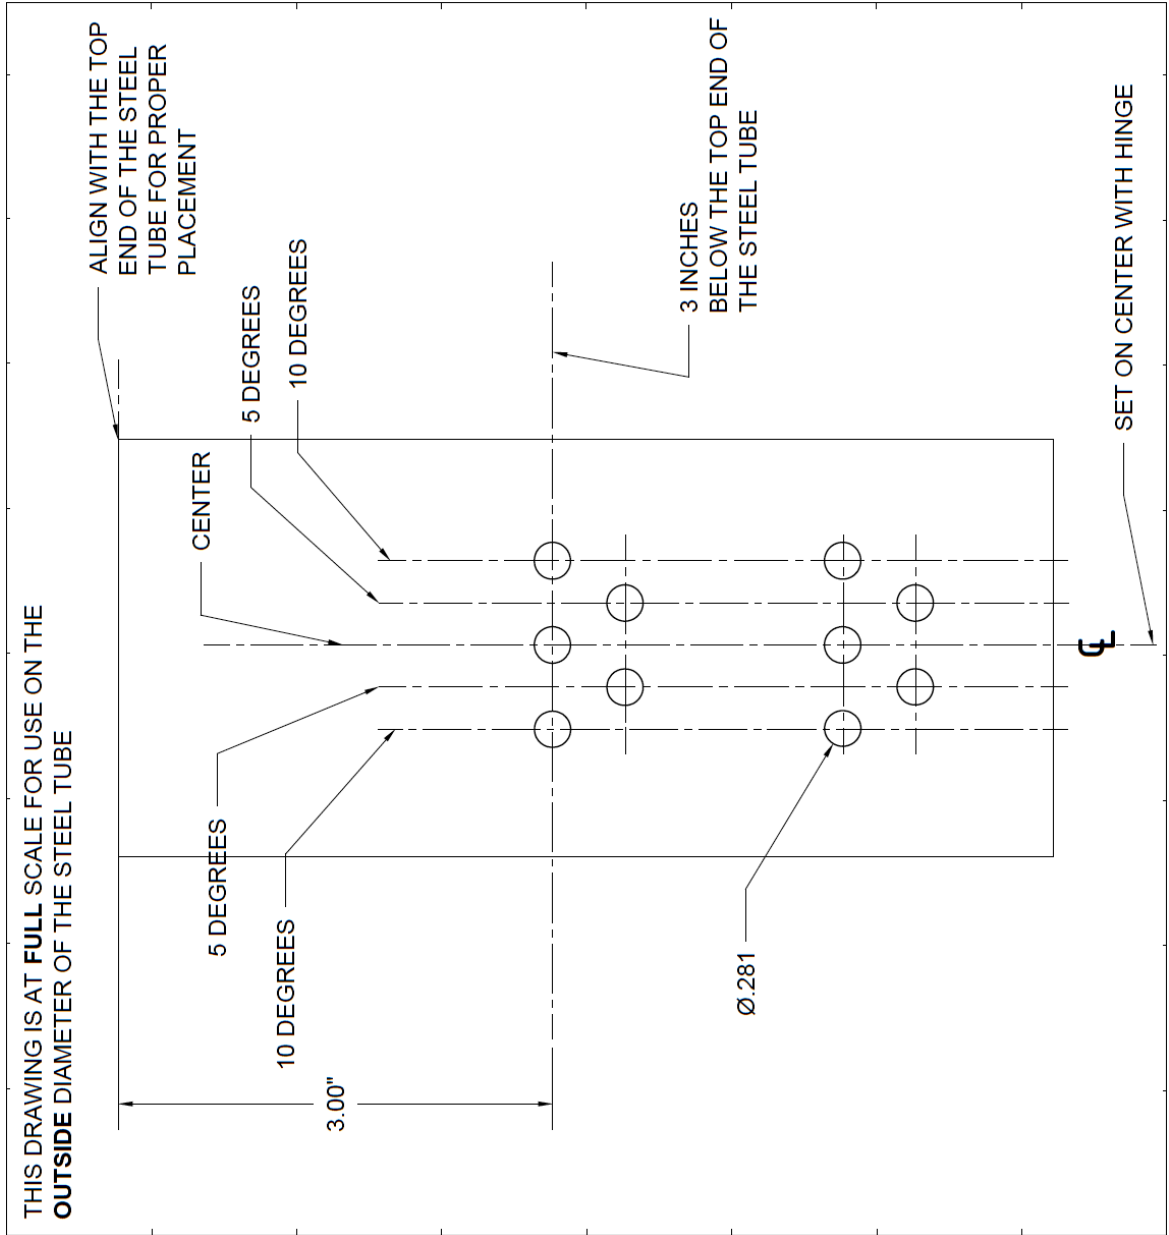 THIS DRAWING IS AT FULL SCALE FOR USE ON THE
OUTSIDE DIAMETER OF THE STEEL TUBE
ALIGN WITH THE TOP
END OF THE STEEL
TUBE FOR PROPER
PLACEMENT
CENTER
5 DEGREES
10 DEGREES
5 DEGREES
10 DEGREES
3.00"
3 INCHES
BELOW THE TOP END OF
THE STEEL TUBE
Ø.281
℄
SET ON CENTER WITH HINGE